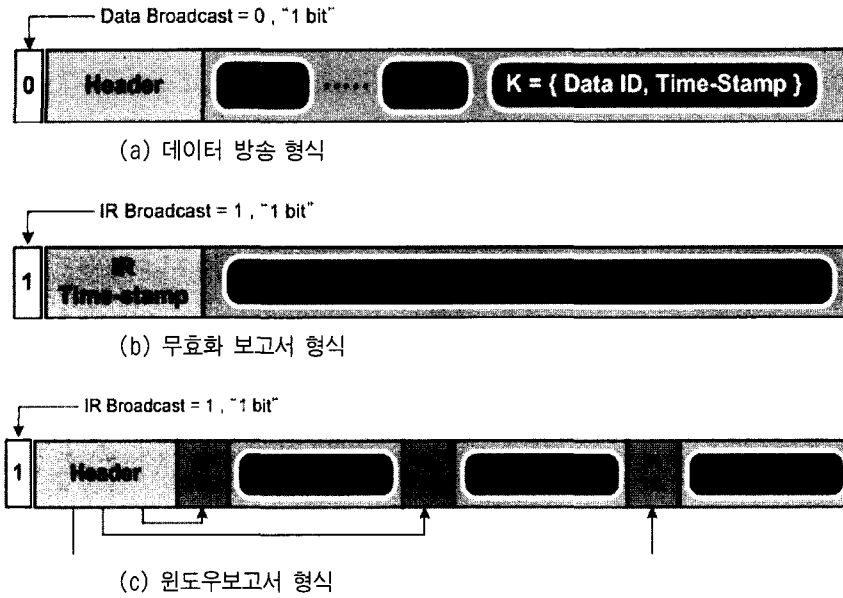 Data Broadcast = 0 , "1 bit"
0
Header
·····
K = { Data ID, Time-Stamp }
(a) 데이터 방송 형식
IR Broadcast = 1 , "1 bit"
1
IR
Time-stamp
(b) 무효화 보고서 형식
IR Broadcast = 1 , "1 bit"
1
Header
(c) 윈도우보고서 형식